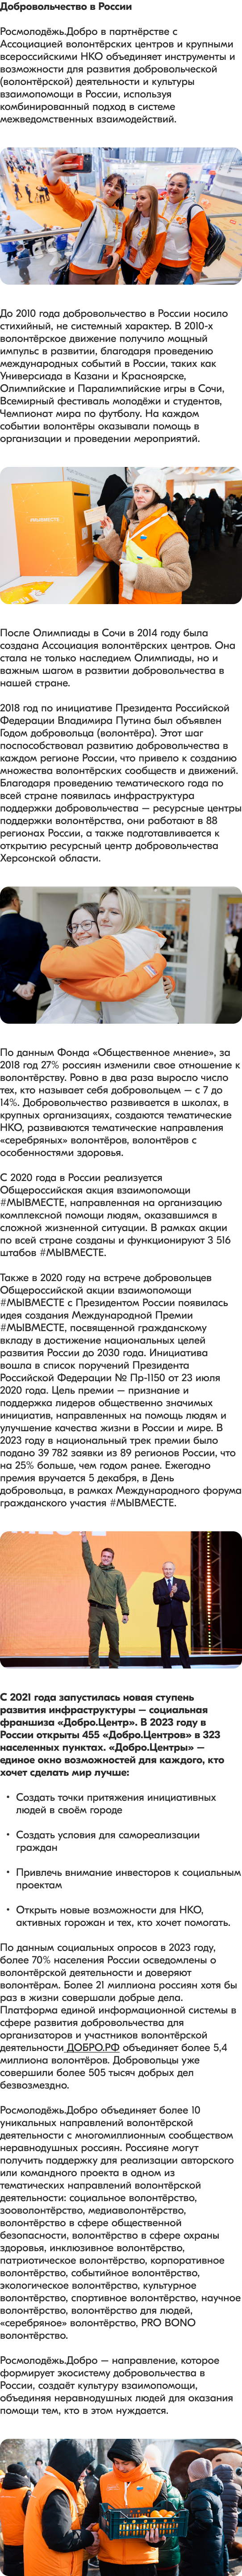 Добровольчество в России
Росмолодёжь.Добро в партнёрстве с
Ассоциацией волонтёрских центров и крупными
всероссийскими НКО объединяет инструменты и
возможности для развития добровольческой
(волонтёрской) деятельности и культуры
взаимопомощи в России, используя
комбинированный подход в системе
межведомственных взаимодействий.
До 2010 года добровольчество в России носило
стихийный, не системный характер. В 2010-х
волонтёрское движение получило мощный
импульс в развитии, благодаря проведению
международных событий в России, таких как
Универсиада в Казани и Красноярске,
Олимпийские и Паралимпийские игры в Сочи,
Всемирный фестиваль молодёжи и студентов,
Чемпионат мира по футболу. На каждом
событии волонтёры оказывали помощь в
организации и проведении мероприятий.
#МЫВМЕСТЕ
После Олимпиады в Сочи в 2014 году была
создана Ассоциация волонтёрских центров. Она
стала не только наследием Олимпиады, но и
важным шагом в развитии добровольчества в
нашей стране.
2018 год по инициативе Президента Российской
Федерации Владимира Путина был объявлен
Годом добровольца (волонтёра). Этот шаг
поспособствовал развитию добровольчества в
каждом регионе России, что привело к созданию
множества волонтёрских сообществ и движений.
Благодаря проведению тематического года по
всей стране появилась инфраструктура
поддержки добровольчества – ресурсные центры
поддержки волонтёрства, они работают в 88
регионах России, а также подготавливается к
открытию ресурсный центр добровольчества
Херсонской области.
По данным Фонда «Общественное мнение», за
2018 год 27% россиян изменили свое отношение к
волонтёрству. Ровно в два раза выросло число
тех, кто называет себя добровольцем – с 7 до
14%. Добровольчество развивается в школах, в
крупных организациях, создаются тематические
НКО, развиваются тематические направления
«серебряных» волонтёров, волонтёров с
особенностями здоровья.
С 2020 года в России реализуется
Общероссийская акция взаимопомощи
#МЫВМЕСТЕ, направленная на организацию
комплексной помощи людям, оказавшимся в
сложной жизненной ситуации. В рамках акции
по всей стране созданы и функционируют 3 516
штабов #МЫВМЕСТЕ.
Также в 2020 году на встрече добровольцев
Общероссийской акции взаимопомощи
#МЫВМЕСТЕ с Президентом России появилась
идея создания Международной Премии
#МЫВМЕСТЕ, посвященной гражданскому
вкладу в достижение национальных целей
развития России до 2030 года. Инициатива
вошла в список поручений Президента
Российской Федерации № Пр-1150 от 23 июля
2020 года. Цель премии – признание и
поддержка лидеров общественно значимых
инициатив, направленных на помощь людям и
улучшение качества жизни в России и мире. В
2023 году в национальный трек премии было
подано 39 782 заявки из 89 регионов России, что
на 25% больше, чем годом ранее. Ежегодно
премия вручается 5 декабря, в День
добровольца, в рамках Международного форума
гражданского участия #МЫВМЕСТЕ.
С 2021 года запустилась новая ступень
развития инфраструктуры – социальная
франшиза «Добро.Центр». В 2023 году в
России открыты 455 «Добро.Центров» в 323
населенных пунктах. «Добро.Центры» –
единое окно возможностей для каждого, кто
хочет сделать мир лучше:
• Создать точки притяжения инициативных
людей в своём городе
• Создать условия для самореализации
граждан
• Привлечь внимание инвесторов к социальным
проектам
• Открыть новые возможности для НКО,
активных горожан и тех, кто хочет помогать.
По данным социальных опросов в 2023 году,
более 70% населения России осведомлены о
волонтёрской деятельности и доверяют
волонтёрам. Более 21 миллиона россиян хотя бы
раз в жизни совершали добрые дела.
Платформа единой информационной системы в
сфере развития добровольчества для
организаторов и участников волонтёрской
деятельности ДОБРО.РФ объединяет более 5,4
миллиона волонтёров. Добровольцы уже
совершили более 505 тысяч добрых дел
безвозмездно.
Росмолодёжь.Добро объединяет более 10
уникальных направлений волонтёрской
деятельности с многомиллионным сообществом
неравнодушных россиян. Россияне могут
получить поддержку для реализации авторского
или командного проекта в одном из
тематических направлений волонтёрской
деятельности: социальное волонтёрство,
зооволонтёрство, медиаволонтёрство,
волонтёрство в сфере общественной
безопасности, волонтёрство в сфере охраны
здоровья, инклюзивное волонтёрство,
патриотическое волонтёрство, корпоративное
волонтёрство, событийное волонтёрство,
экологическое волонтёрство, культурное
волонтёрство, спортивное волонтёрство, научное
волонтёрство, волонтёрство для людей,
«серебряное» волонтёрство, PRO BONO
волонтёрство.
Росмолодёжь.Добро – направление, которое
формирует экосистему добровольчества в
России, создаёт культуру взаимопомощи,
объединяя неравнодушных людей для оказания
помощи тем, кто в этом нуждается.